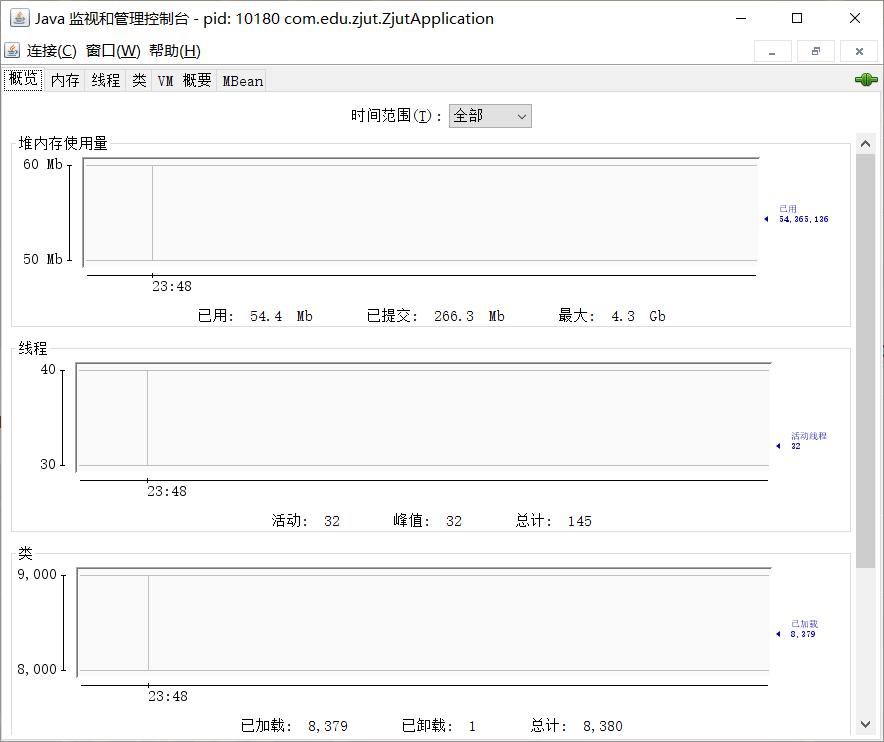 Java 监视和管理控制台 - pid: 10180 com.edu.zjut.ZjutApplication
连接(C) 窗口(W) 帮助(H)
概览 内存 线程 类 VM 概要 MBean
时间范围(T): 全部
堆内存使用量
60 Mb
已用
54,365,136
50 Mb
23:48
已用: 54.4 Mb 已提交: 266.3 Mb 最大: 4.3 Gb
线程
40
活动线程
32
30
23:48
活动: 32 峰值: 32 总计: 145
类
9,000
已加载
8,379
8,000
23:48
已加载: 8,379 已卸载: 1 总计: 8,380